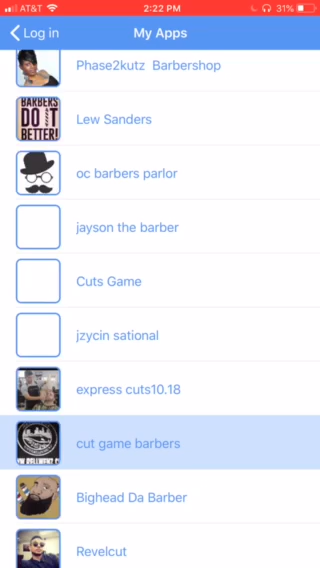 AT&T 2:22 PM 31%
Log in My Apps
Phase2kutz Barbershop
BARBERS
DO IT
BETTER!
Lew Sanders
oc barbers parlor
jayson the barber
Cuts Game
jzycin sational
express cuts10.18
cut game barbers
Bighead Da Barber
Revelcut